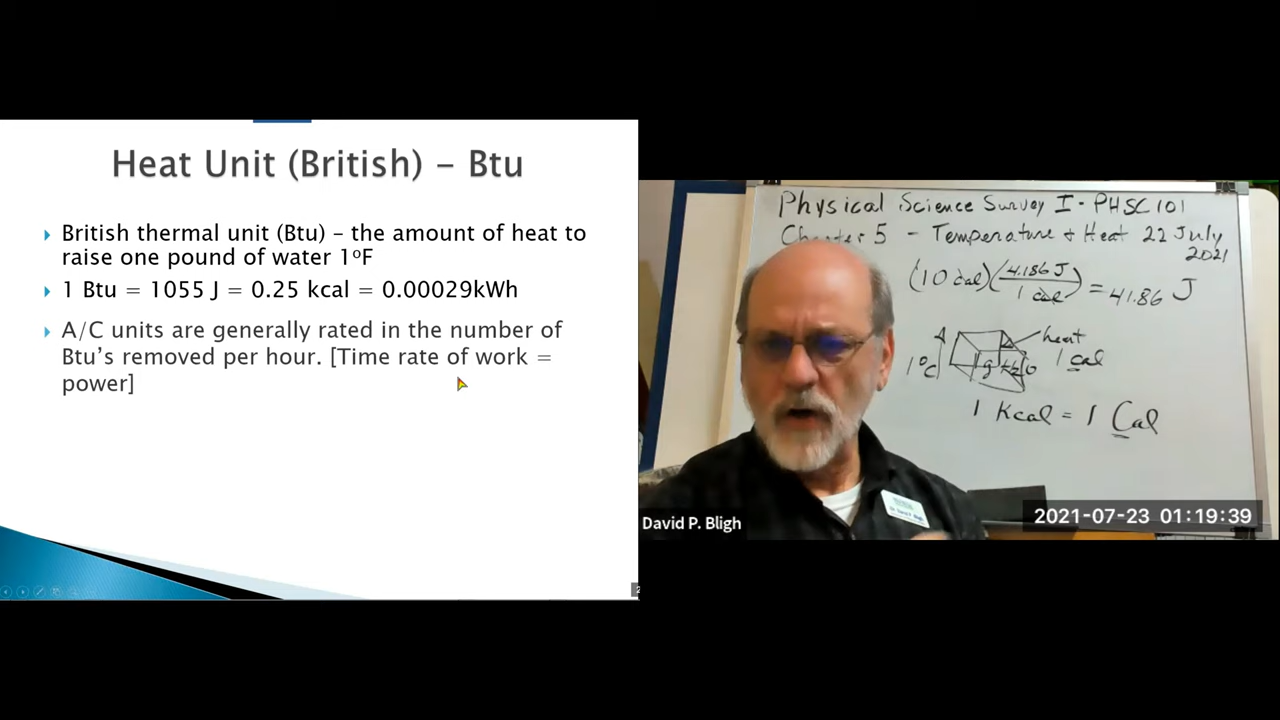 Heat Unit (British) – Btu
British thermal unit (Btu) – the amount of heat to
raise one pound of water 1⁰F
1 Btu = 1055 J = 0.25 kcal = 0.00029kWh
A/C units are generally rated in the number of
Btu's removed per hour. [Time rate of work =
power]
Physical Science Survey I - PHSC 101
Chapter 5 - Temperature + Heat 22 July
2021
(10 cal)(4.186 J / 1 cal) = 41.86 J
heat
1 °C
1 g H₂O
1 cal
1 Kcal = 1 Cal
David P. Bligh
2021-07-23 01:19:39